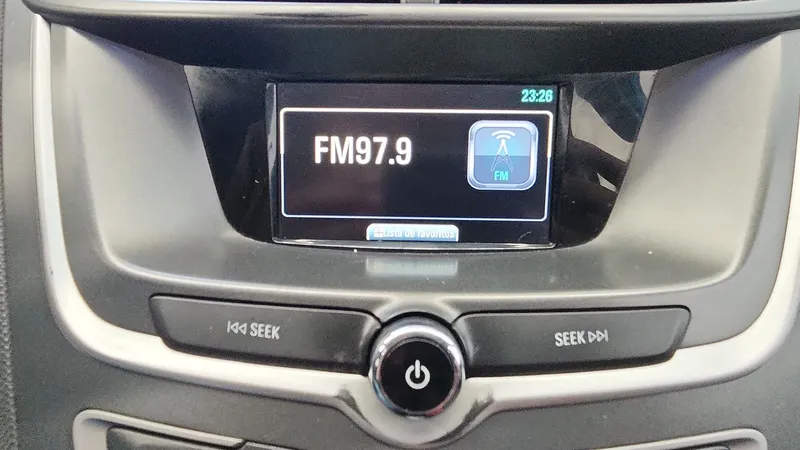 23:26
FM97.9
FM
Lista de favoritos
SEEK
SEEK